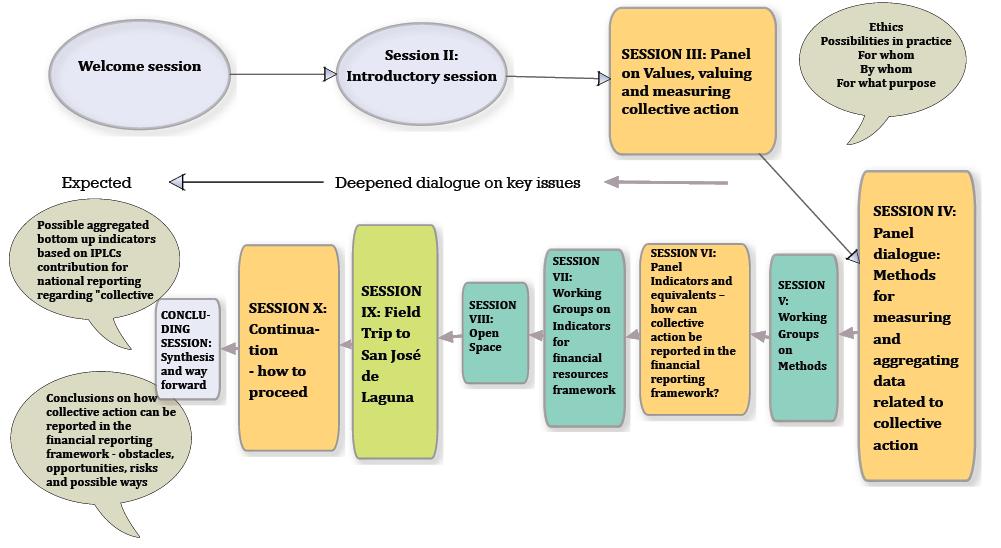 Welcome session
Session II:
Introductory session
SESSION III: Panel
on Values, valuing
and measuring
collective action
Ethics
Possibilities in practice
For whom
By whom
For what purpose
Expected
Deepened dialogue on key issues
SESSION IV:
Panel
dialogue:
Methods
for
measuring
and
aggregating
data
related to
collective
action
SESSION
V:
Working
Groups
on
Methods
SESSION VI:
Panel
Indicators and
equivalents –
how can
collective
action be
reported in the
financial
reporting
framework?
SESSION
VII:
Working
Groups on
Indicators
for
financial
resources
framework
SESSION
VIII:
Open
Space
SESSION
IX: Field
Trip to
San José
de
Laguna
SESSION X:
Continua-
tion
- how to
proceed
CONCLU-
DING
SESSION:
Synthesis
and way
forward
Possible aggregated
bottom up indicators
based on IPLCs
contribution for
national reporting
regarding "collective
Conclusions on how
collective action can be
reported in the
financial reporting
framework - obstacles,
opportunities, risks
and possible ways